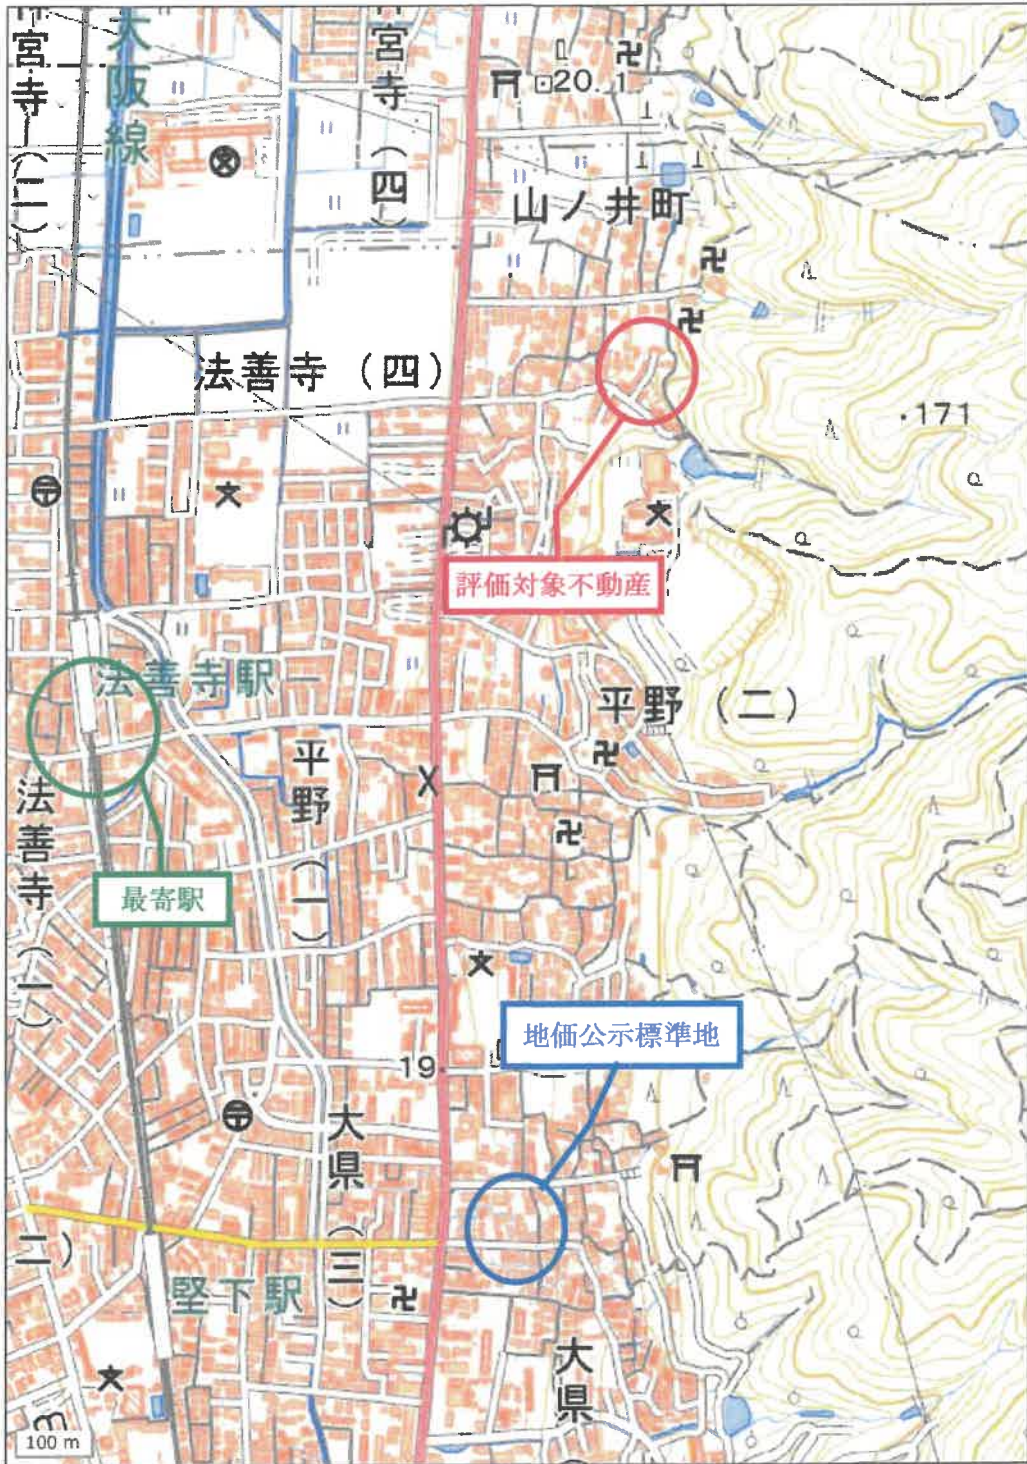 宮寺(二)
大阪線
宮寺(四)
20.1
山ノ井町
法善寺(四)
・171
評価対象不動産
法善寺駅
平野(二)
平野(一)
法善寺(一)
最寄駅
地価公示標準地
19
大県(三)
二)
堅下駅
大県
100 m